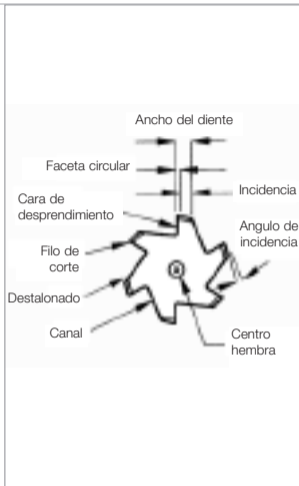 Ancho del diente
Faceta circular
Incidencia
Cara de
desprendimiento
Angulo de
incidencia
Filo de
corte
Destalonado
Canal
Centro
hembra